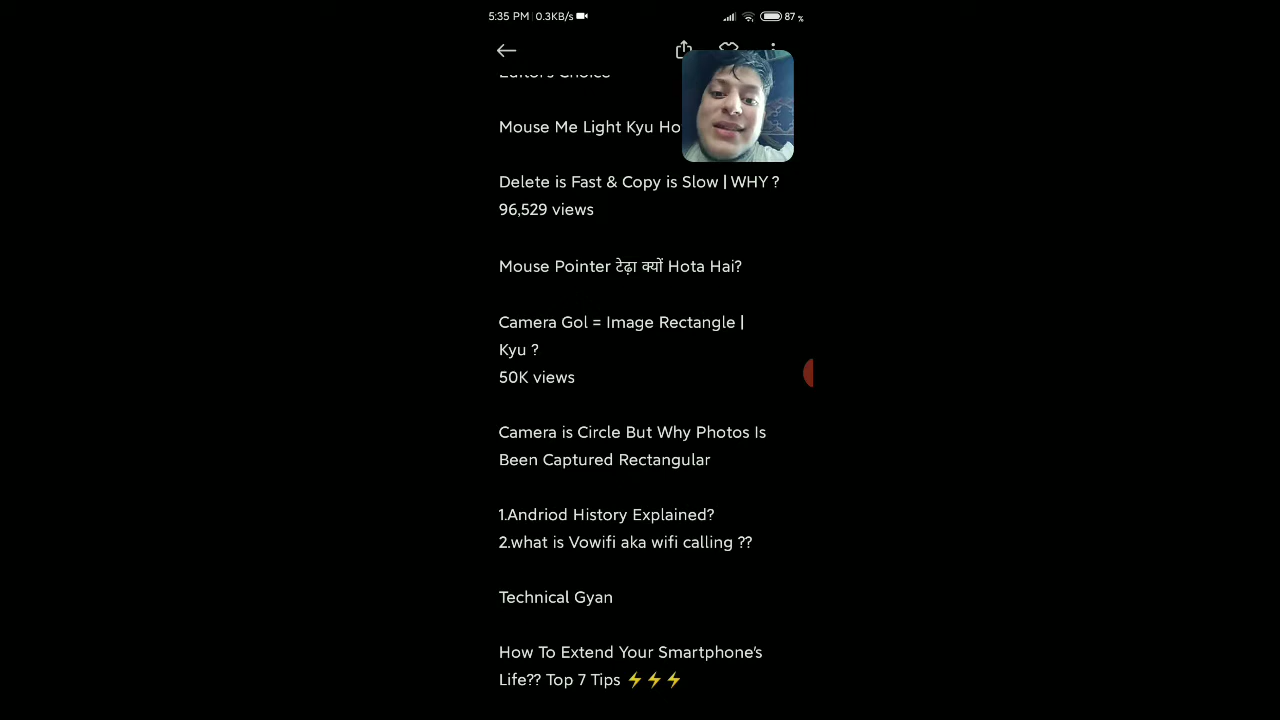 5:35 PM 0.3KB/s 87%
Editor's Choice
Mouse Me Light Kyu Ho
Delete is Fast & Copy is Slow | WHY ?
96,529 views
Mouse Pointer टेढ़ा क्यों Hota Hai?
Camera Gol = Image Rectangle |
Kyu ?
50K views
Camera is Circle But Why Photos Is
Been Captured Rectangular
1.Andriod History Explained?
2.what is Vowifi aka wifi calling ??
Technical Gyan
How To Extend Your Smartphone's
Life?? Top 7 Tips ⚡⚡⚡